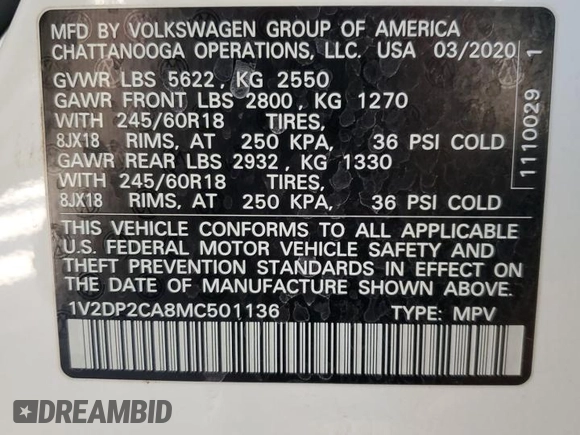 MFD BY VOLKSWAGEN GROUP OF AMERICA
CHATTANOOGA OPERATIONS, LLC. USA 03/2020
GVWR LBS 5622, KG 2550
GAWR FRONT LBS 2800, KG 1270
WITH 245/60R18 TIRES,
8JX18 RIMS, AT 250 KPA, 36 PSI COLD
GAWR REAR LBS 2932, KG 1330
WITH 245/60R18 TIRES,
8JX18 RIMS, AT 250 KPA, 36 PSI COLD
THIS VEHICLE CONFORMS TO ALL APPLICABLE
U.S. FEDERAL MOTOR VEHICLE SAFETY AND
THEFT PREVENTION STANDARDS IN EFFECT ON
THE DATE OF MANUFACTURE SHOWN ABOVE.
1V2DP2CA8MC501136 TYPE: MPV
1110029 1
DREAMBID